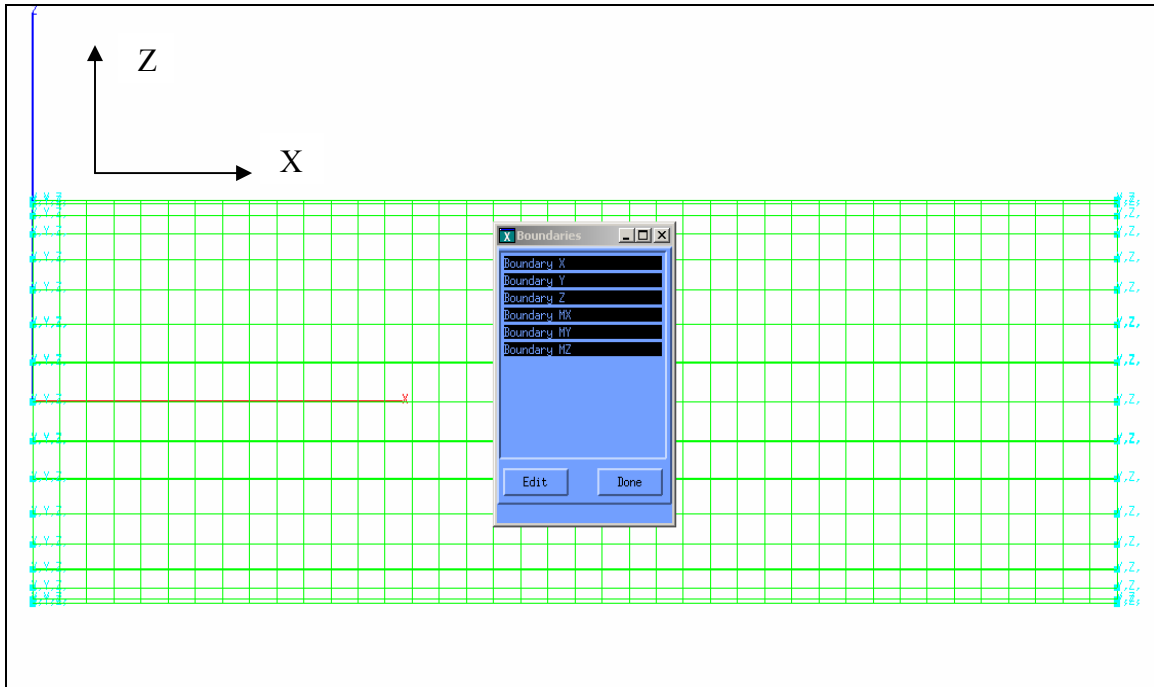 Z
Z
X
X,Y,Z,
Y,Z,
X,Y,Z,
Y,Z,
X,Y,Z,
Y,Z,
X,Y,Z,
Y,Z,
X,Y,Z,
Y,Z,
X,Y,Z,
Y,Z,
X,Y,Z,
Y,Z,
X,Y,Z,
X
Y,Z,
X,Y,Z,
Y,Z,
X,Y,Z,
Y,Z,
X,Y,Z,
Y,Z,
X,Y,Z,
Y,Z,
X,Y,Z,
Y,Z,
X,Y,Z,
Y,Z,
X Boundaries
Boundary X
Boundary Y
Boundary Z
Boundary MX
Boundary MY
Boundary MZ
Edit
Done